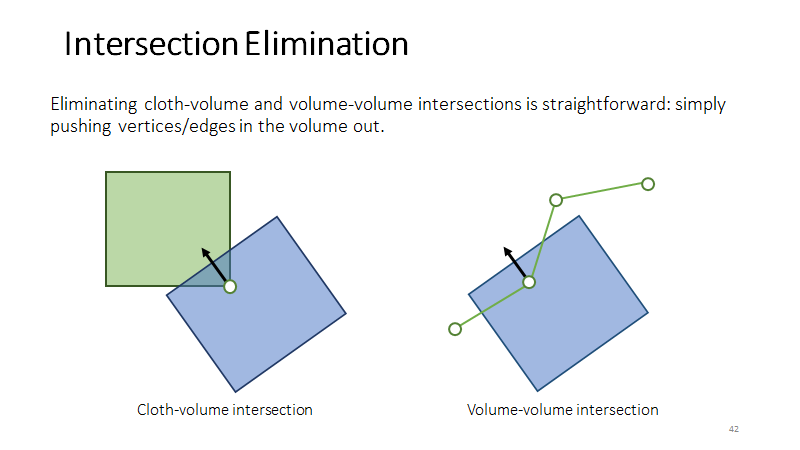 Intersection Elimination
Eliminating cloth-volume and volume-volume intersections is straightforward: simply
pushing vertices/edges in the volume out.
Cloth-volume intersection
Volume-volume intersection
42